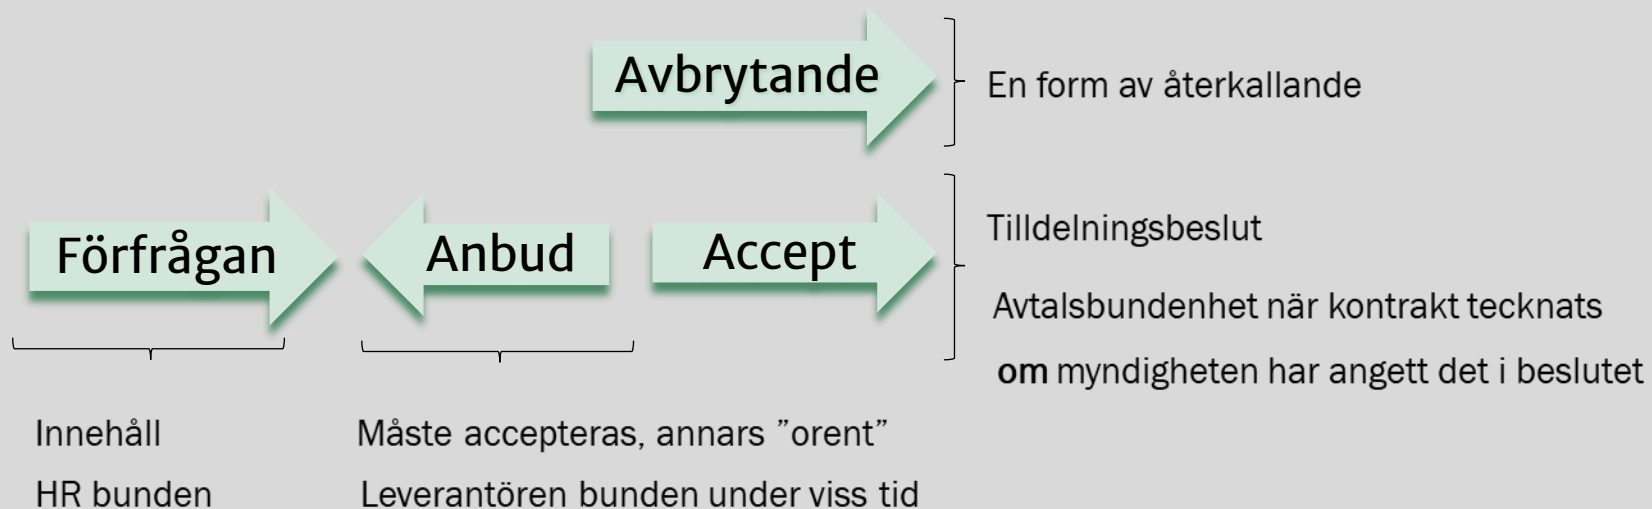 Avbrytande
En form av återkallande
Förfrågan
Anbud
Accept
Tilldelningsbeslut
Avtalsbundenhet när kontrakt tecknats
om myndigheten har angett det i beslutet
Innehåll
HR bunden
Måste accepteras, annars ”orent”
Leverantören bunden under viss tid